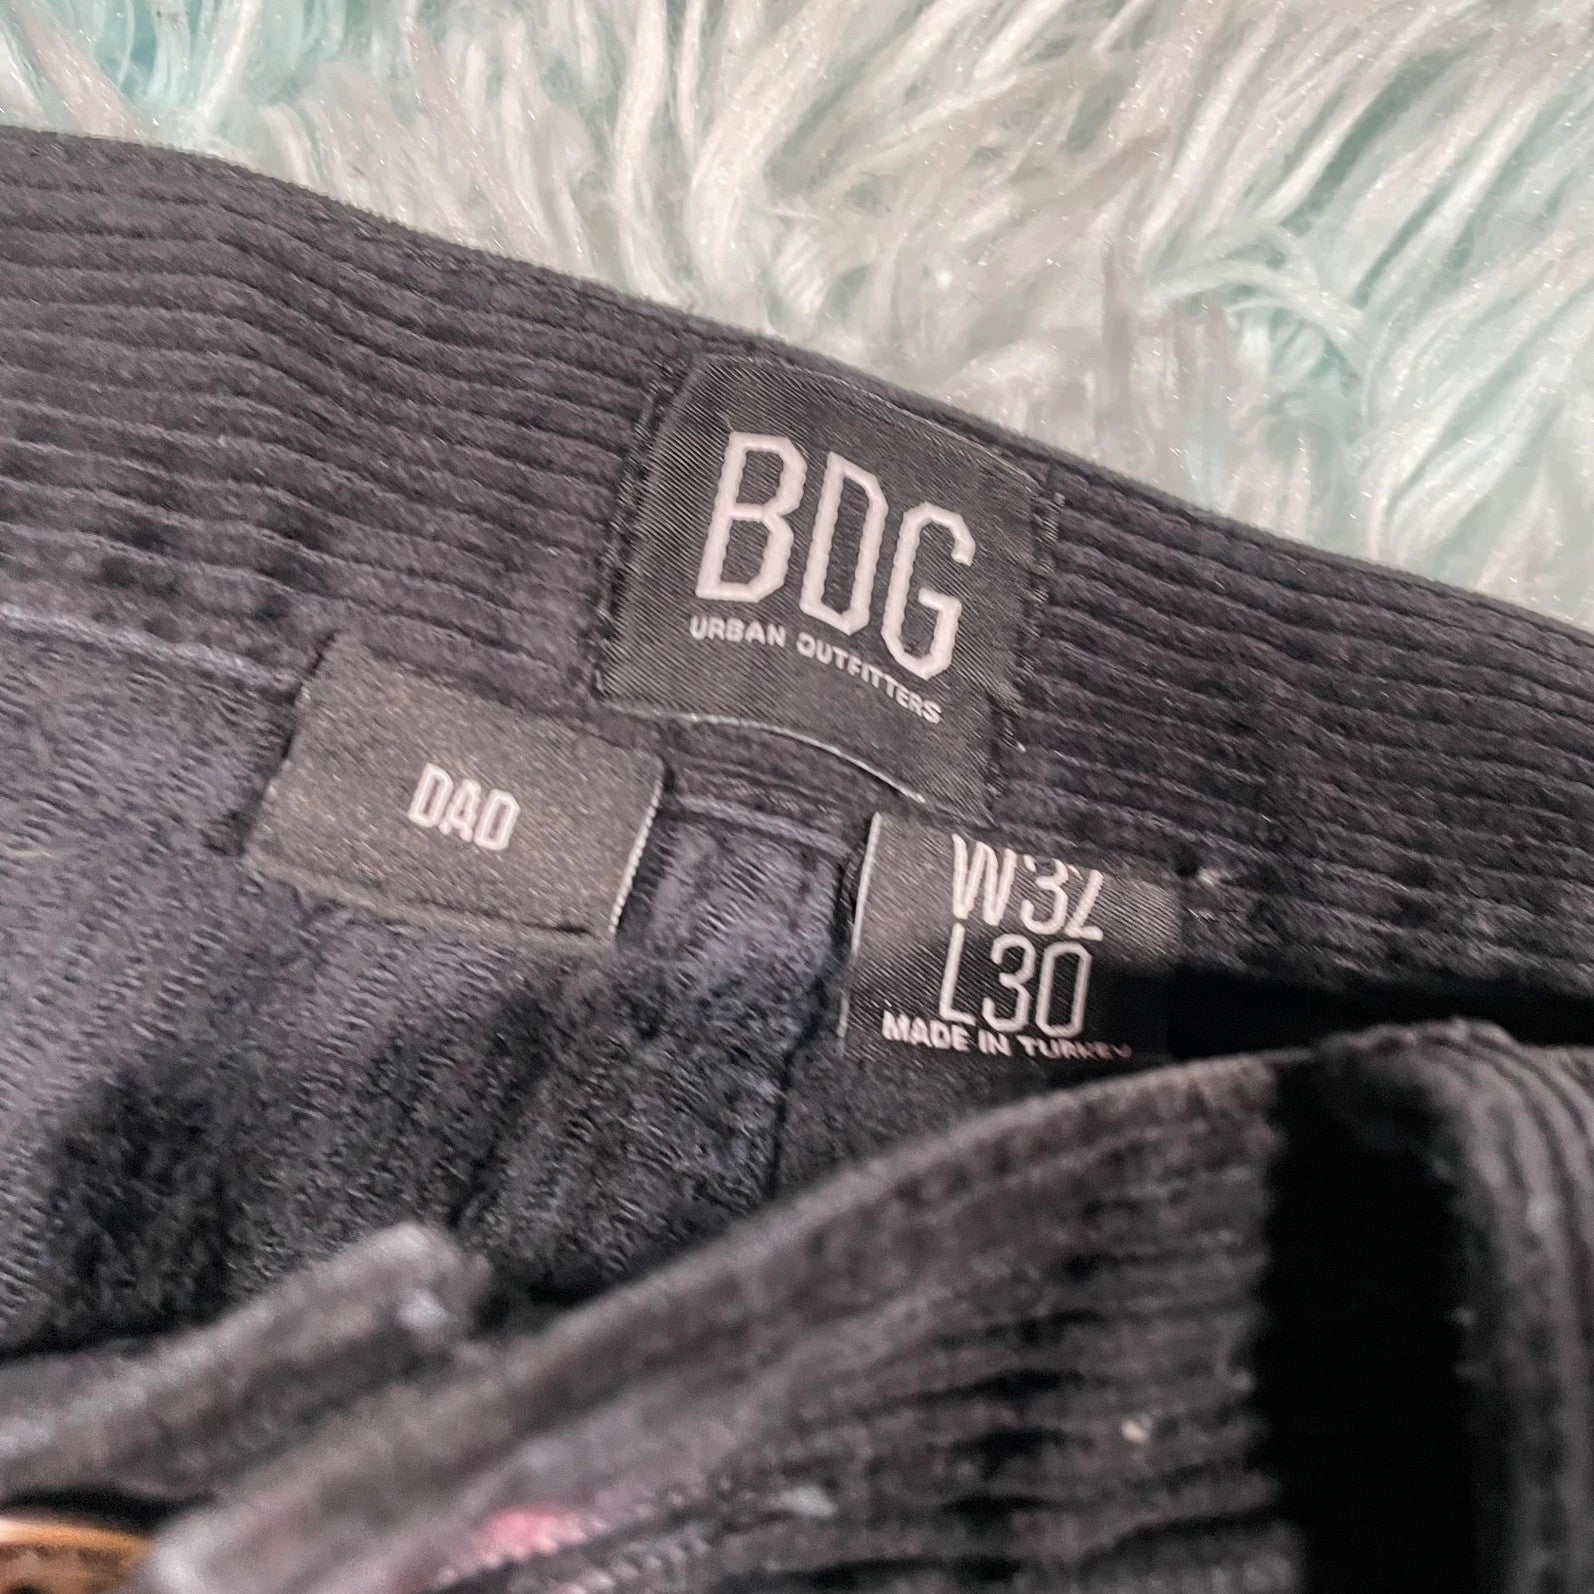 BDG
URBAN OUTFITTERS
DAD
W32
L30
MADE IN TURKEY